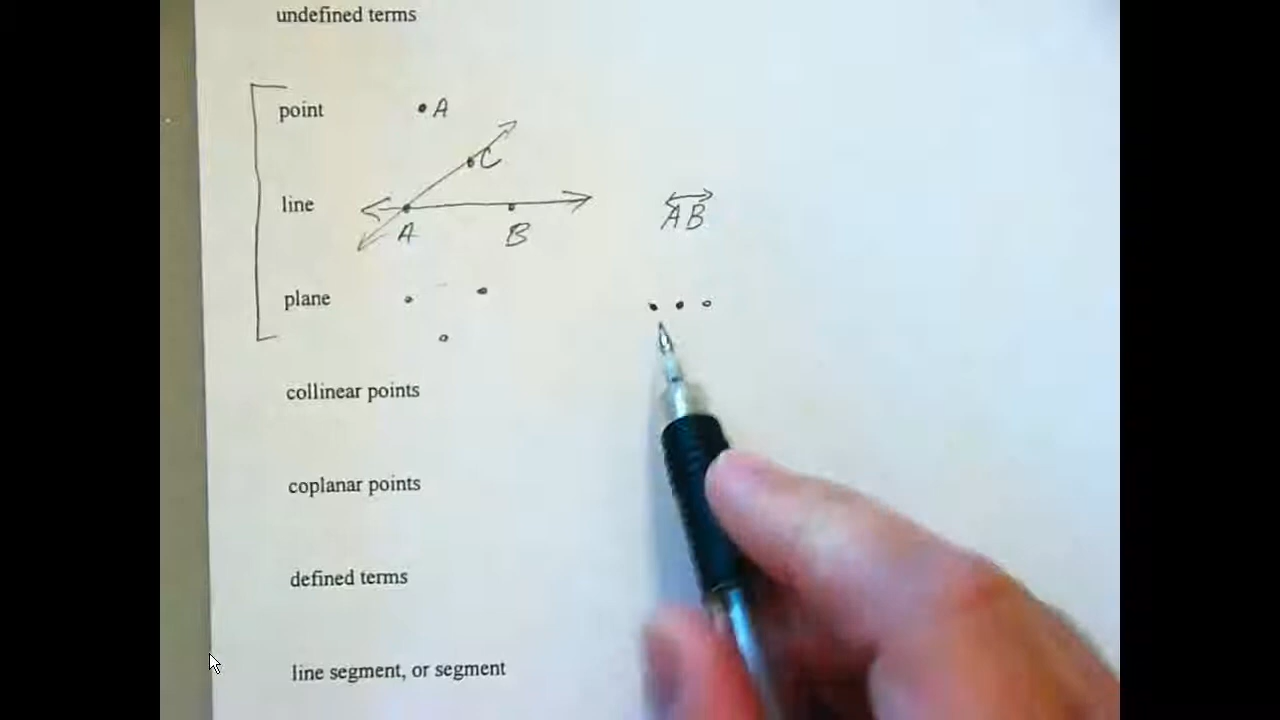 undefined terms
point A
C
line AB
A B
plane
collinear points
coplanar points
defined terms
line segment, or segment